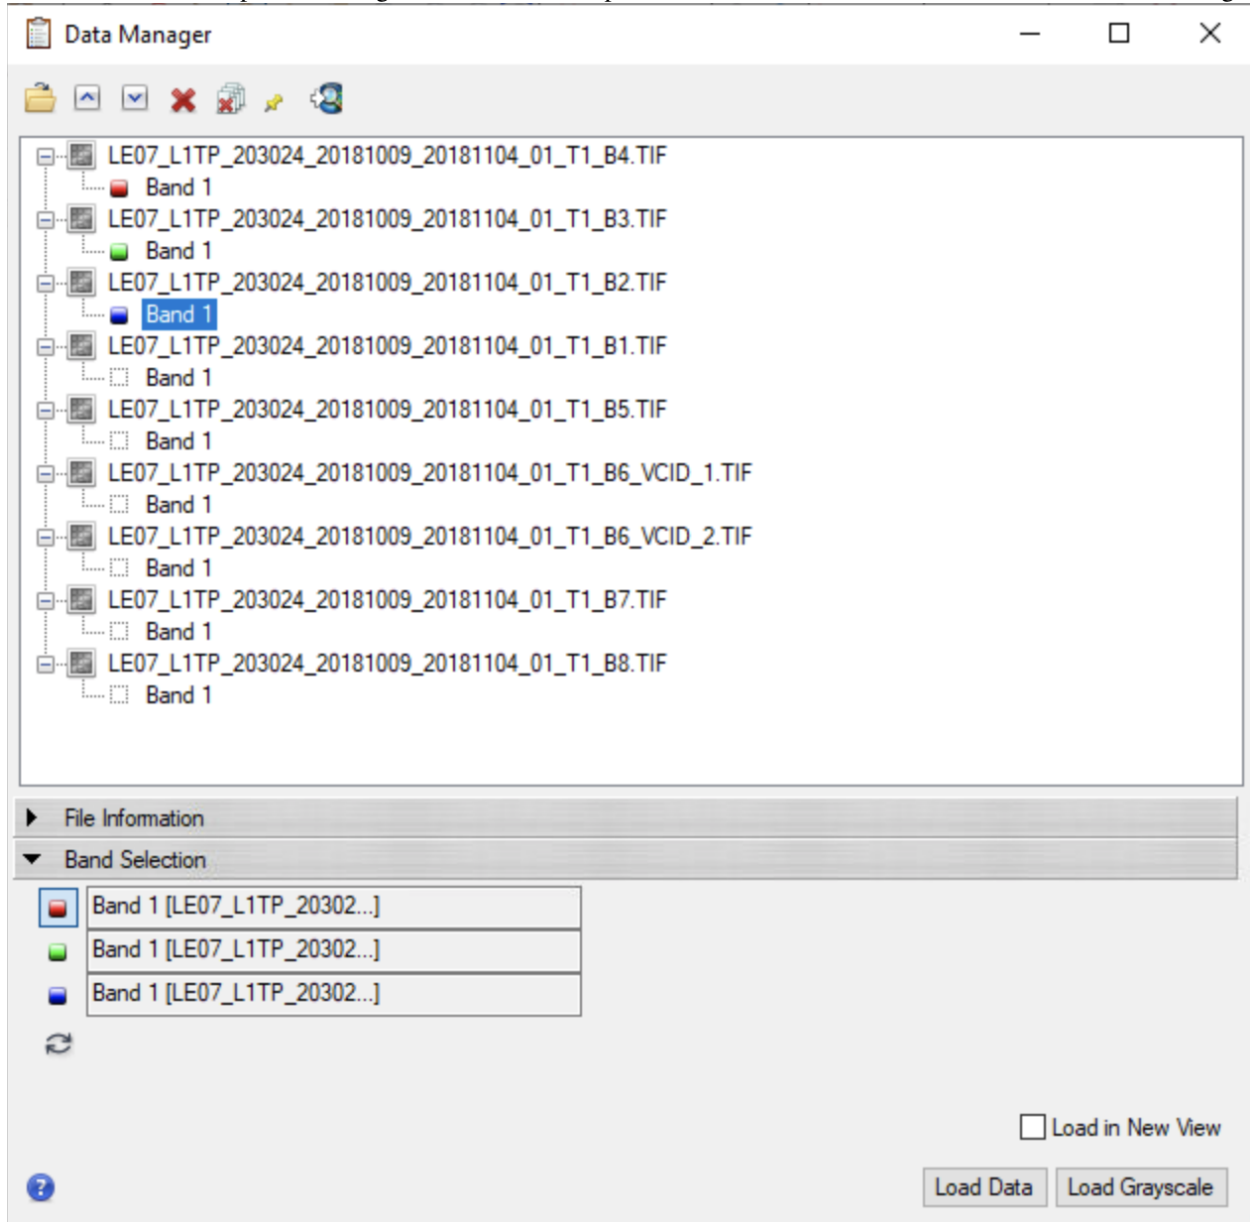 Data Manager
LE07_L1TP_203024_20181009_20181104_01_T1_B4.TIF
Band 1
LE07_L1TP_203024_20181009_20181104_01_T1_B3.TIF
Band 1
LE07_L1TP_203024_20181009_20181104_01_T1_B2.TIF
Band 1
LE07_L1TP_203024_20181009_20181104_01_T1_B1.TIF
Band 1
LE07_L1TP_203024_20181009_20181104_01_T1_B5.TIF
Band 1
LE07_L1TP_203024_20181009_20181104_01_T1_B6_VCID_1.TIF
Band 1
LE07_L1TP_203024_20181009_20181104_01_T1_B6_VCID_2.TIF
Band 1
LE07_L1TP_203024_20181009_20181104_01_T1_B7.TIF
Band 1
LE07_L1TP_203024_20181009_20181104_01_T1_B8.TIF
Band 1
File Information
Band Selection
Band 1 [LE07_L1TP_20302...]
Band 1 [LE07_L1TP_20302...]
Band 1 [LE07_L1TP_20302...]
Load in New View
Load Data Load Grayscale